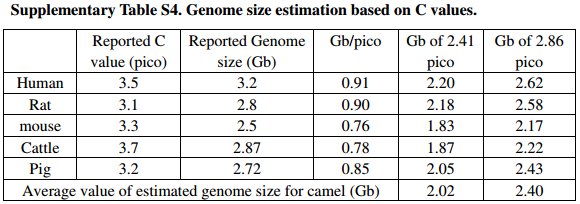 Supplementary Table S4. Genome size estimation based on C values.
Reported C value (pico) Reported Genome size (Gb) Gb/pico Gb of 2.41 pico Gb of 2.86 pico
Human 3.5 3.2 0.91 2.20 2.62
Rat 3.1 2.8 0.90 2.18 2.58
mouse 3.3 2.5 0.76 1.83 2.17
Cattle 3.7 2.87 0.78 1.87 2.22
Pig 3.2 2.72 0.85 2.05 2.43
Average value of estimated genome size for camel (Gb) 2.02 2.40